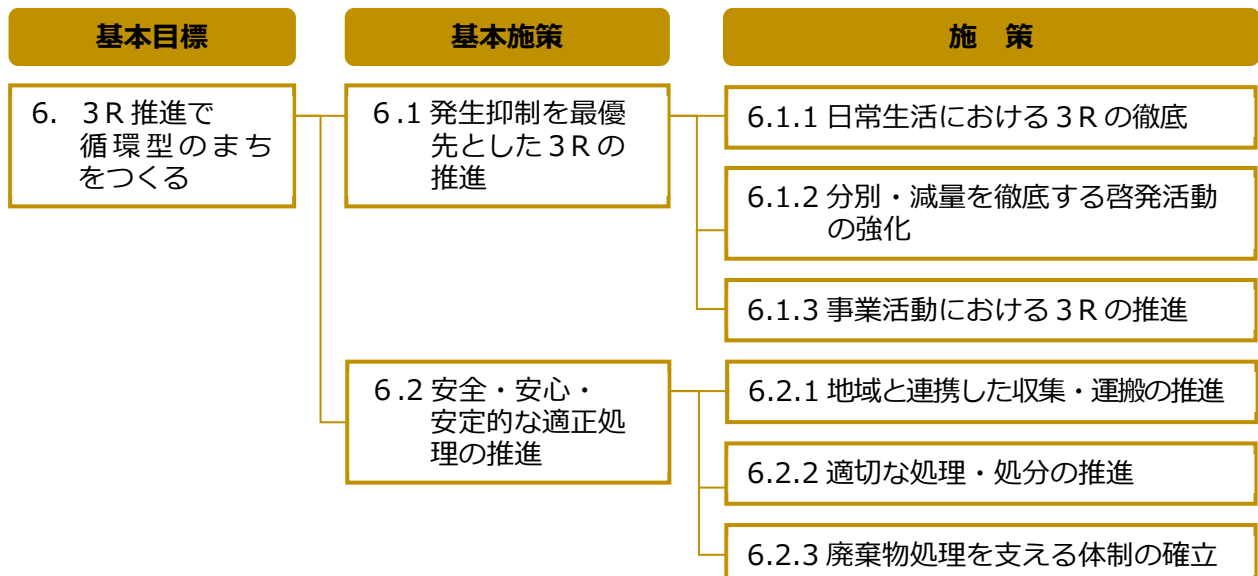 基本目標
基本施策
施　策
6.　３Ｒ推進で
循環型のまち
をつくる
6.1 発生抑制を最優
先とした３Ｒの
推進
6.1.1 日常生活における３Ｒの徹底
6.1.2 分別・減量を徹底する啓発活動
の強化
6.1.3 事業活動における３Ｒの推進
6.2 安全・安心・
安定的な適正処
理の推進
6.2.1 地域と連携した収集・運搬の推進
6.2.2 適切な処理・処分の推進
6.2.3 廃棄物処理を支える体制の確立